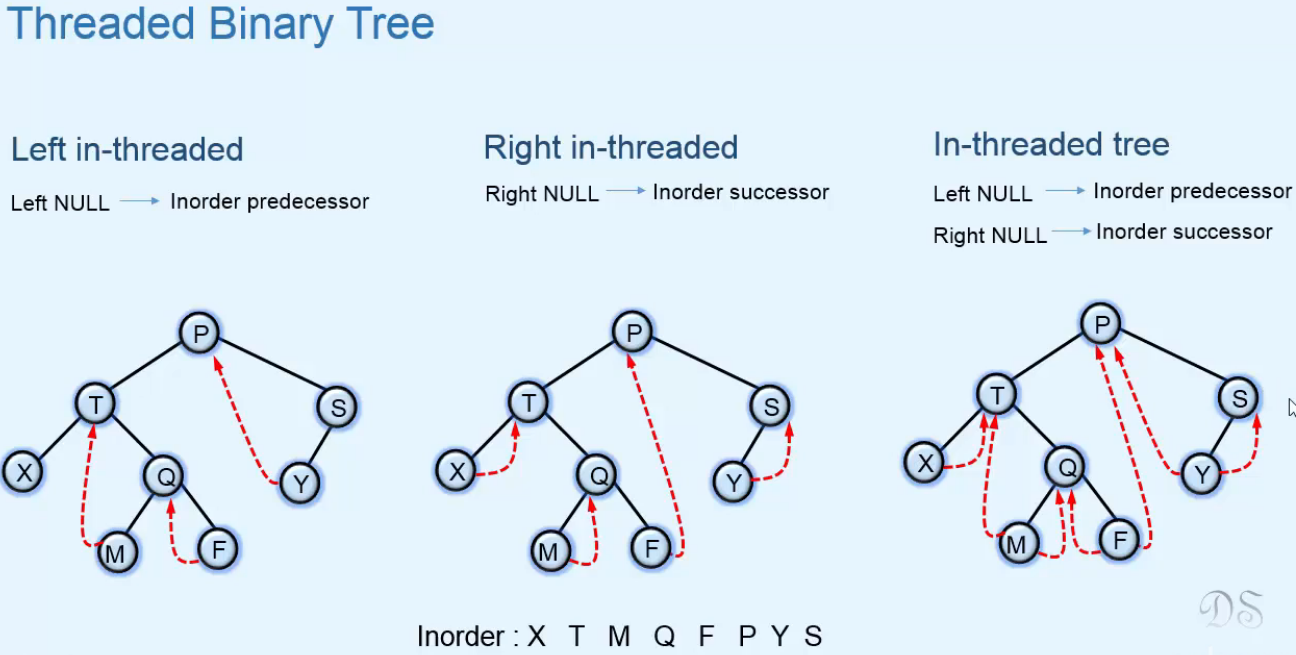 Threaded Binary Tree
Left in-threaded
Left NULL → Inorder predecessor
Right in-threaded
Right NULL → Inorder successor
In-threaded tree
Left NULL → Inorder predecessor
Right NULL → Inorder successor
P
T
S
X
Q
Y
M
F
P
T
S
X
Q
Y
M
F
P
T
S
X
Q
Y
M
F
Inorder : X T M Q F P Y S
DS